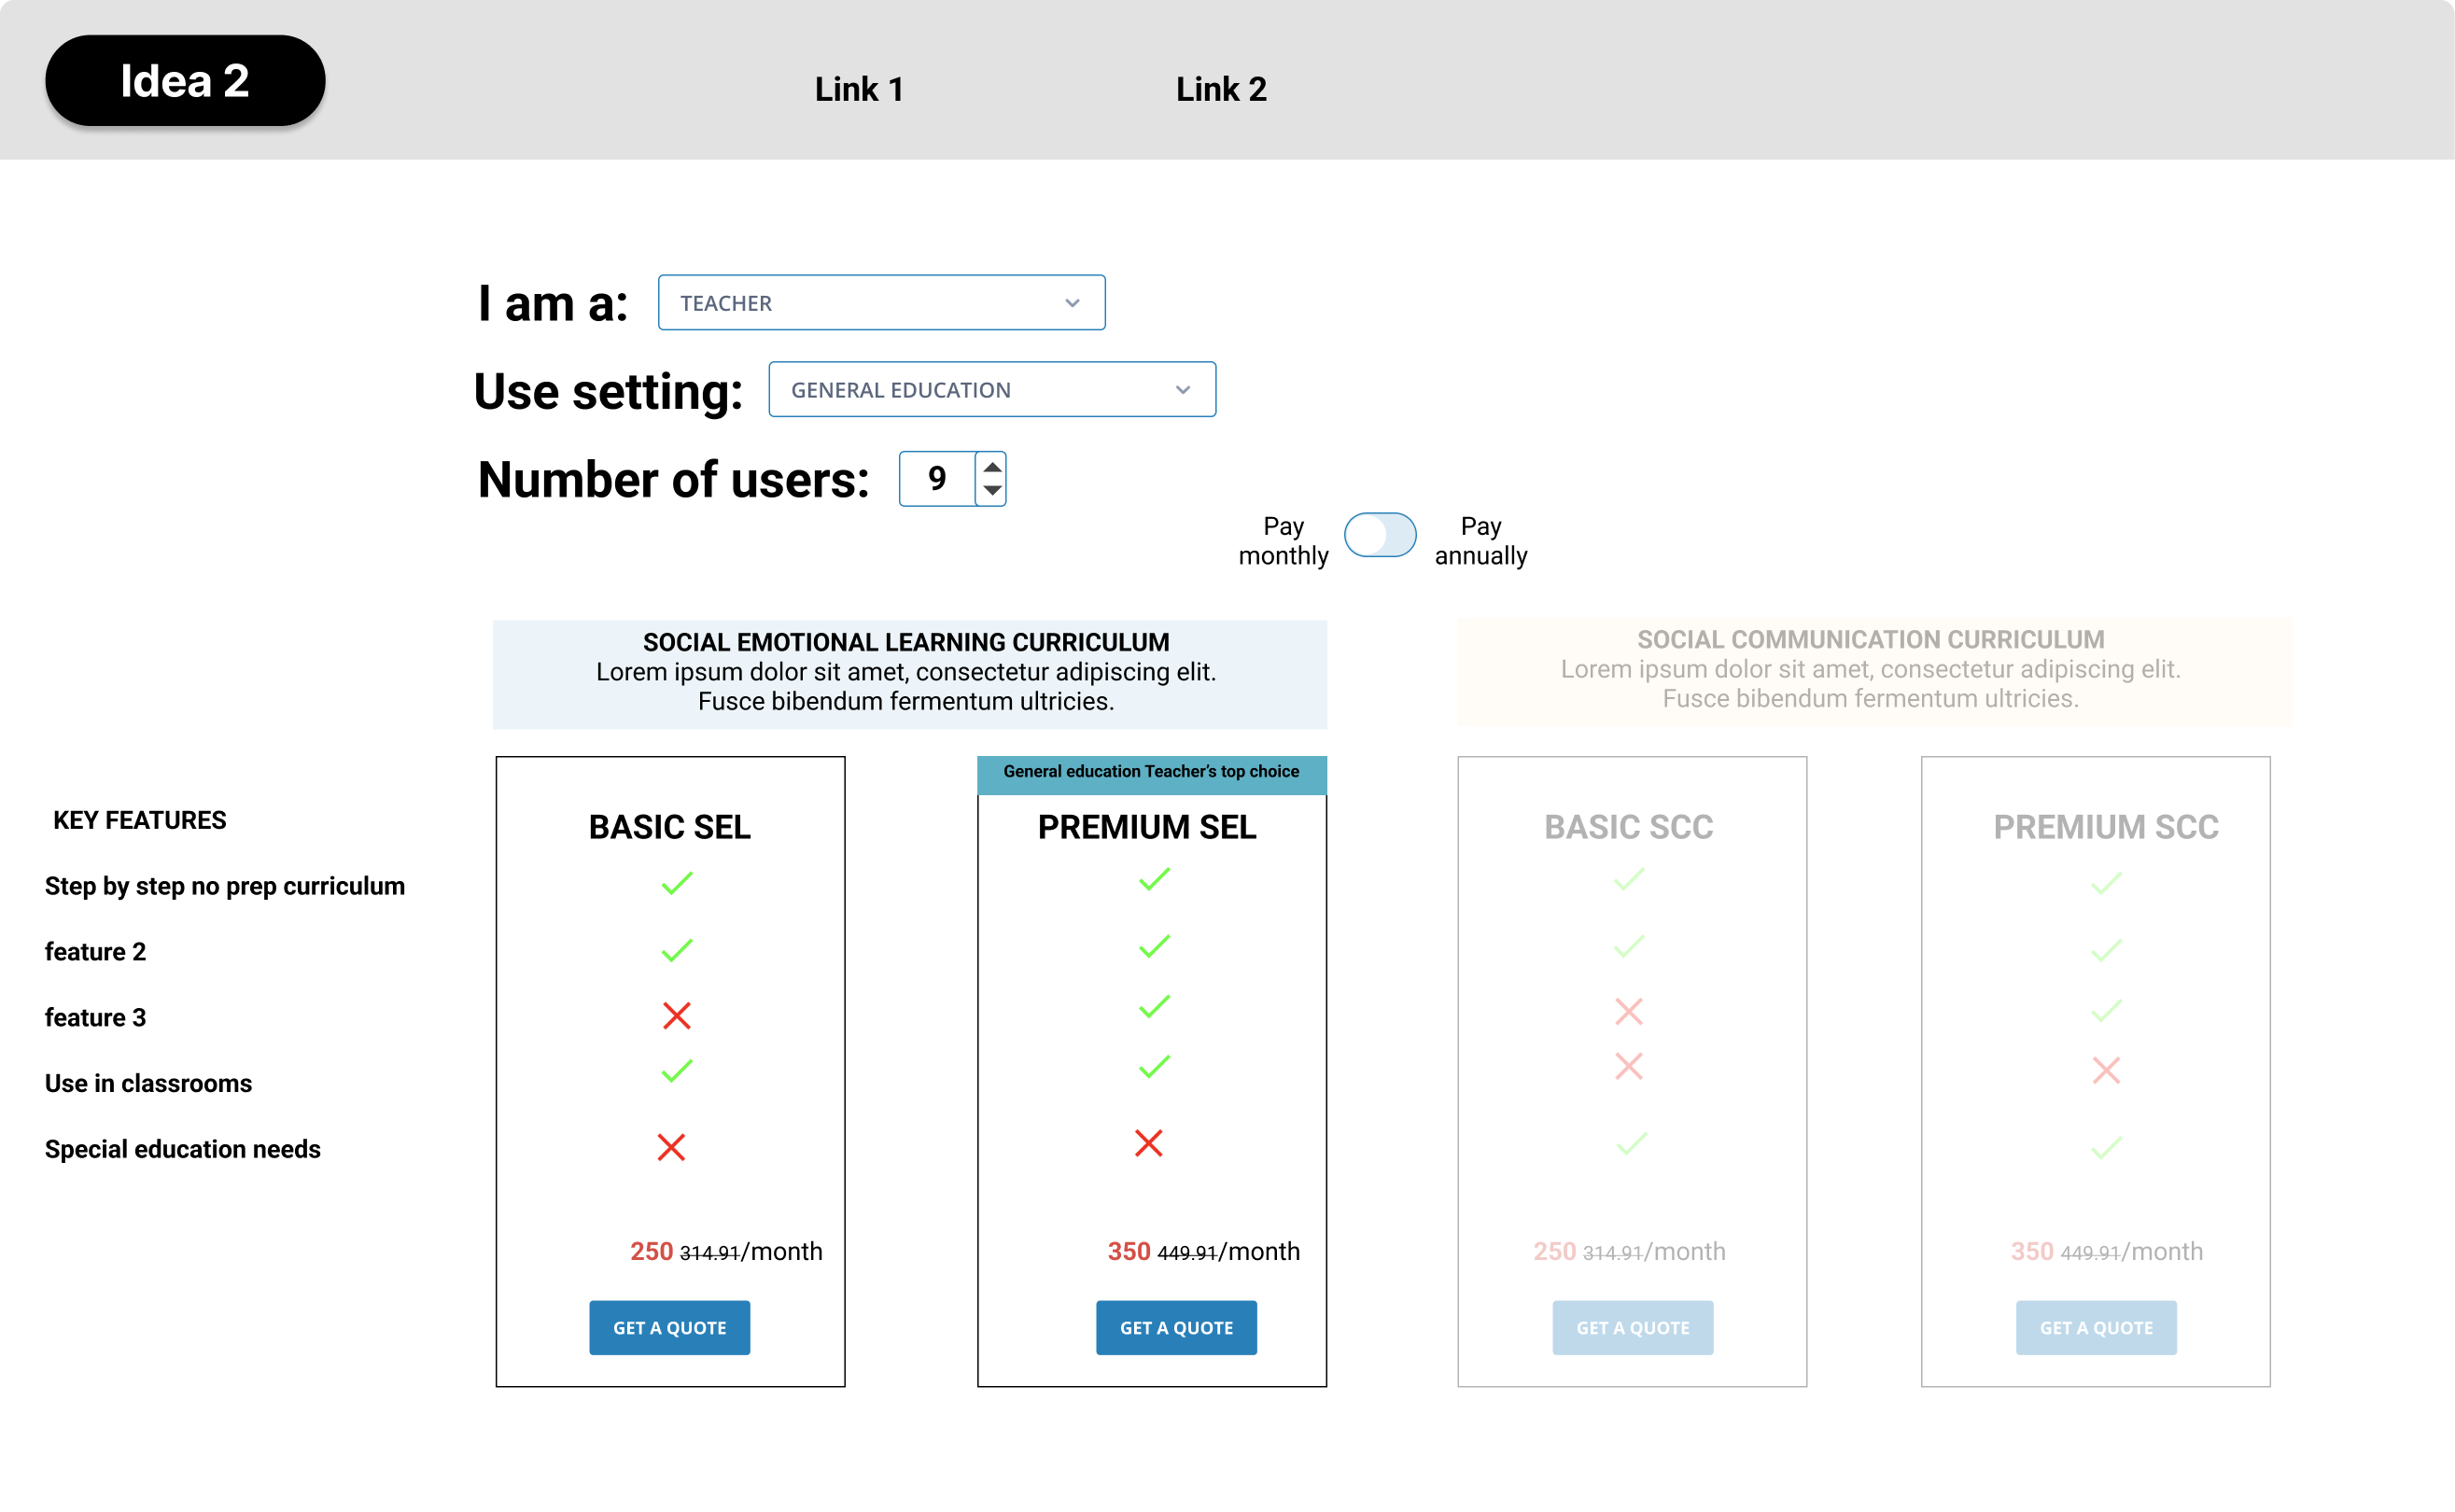 Idea 2
Link 1
Link 2
I am a:
TEACHER
Use setting:
GENERAL EDUCATION
Number of users:
9
Pay
monthly
Pay
annually
SOCIAL EMOTIONAL LEARNING CURRICULUM
Lorem ipsum dolor sit amet, consectetur adipiscing elit.
Fusce bibendum fermentum ultricies.
SOCIAL COMMUNICATION CURRICULUM
Lorem ipsum dolor sit amet, consectetur adipiscing elit.
Fusce bibendum fermentum ultricies.
KEY FEATURES
Step by step no prep curriculum
feature 2
feature 3
Use in classrooms
Special education needs
BASIC SEL
250 314.91/month
GET A QUOTE
General education Teacher’s top choice
PREMIUM SEL
350 449.91/month
GET A QUOTE
BASIC SCC
250 314.91/month
GET A QUOTE
PREMIUM SCC
350 449.91/month
GET A QUOTE